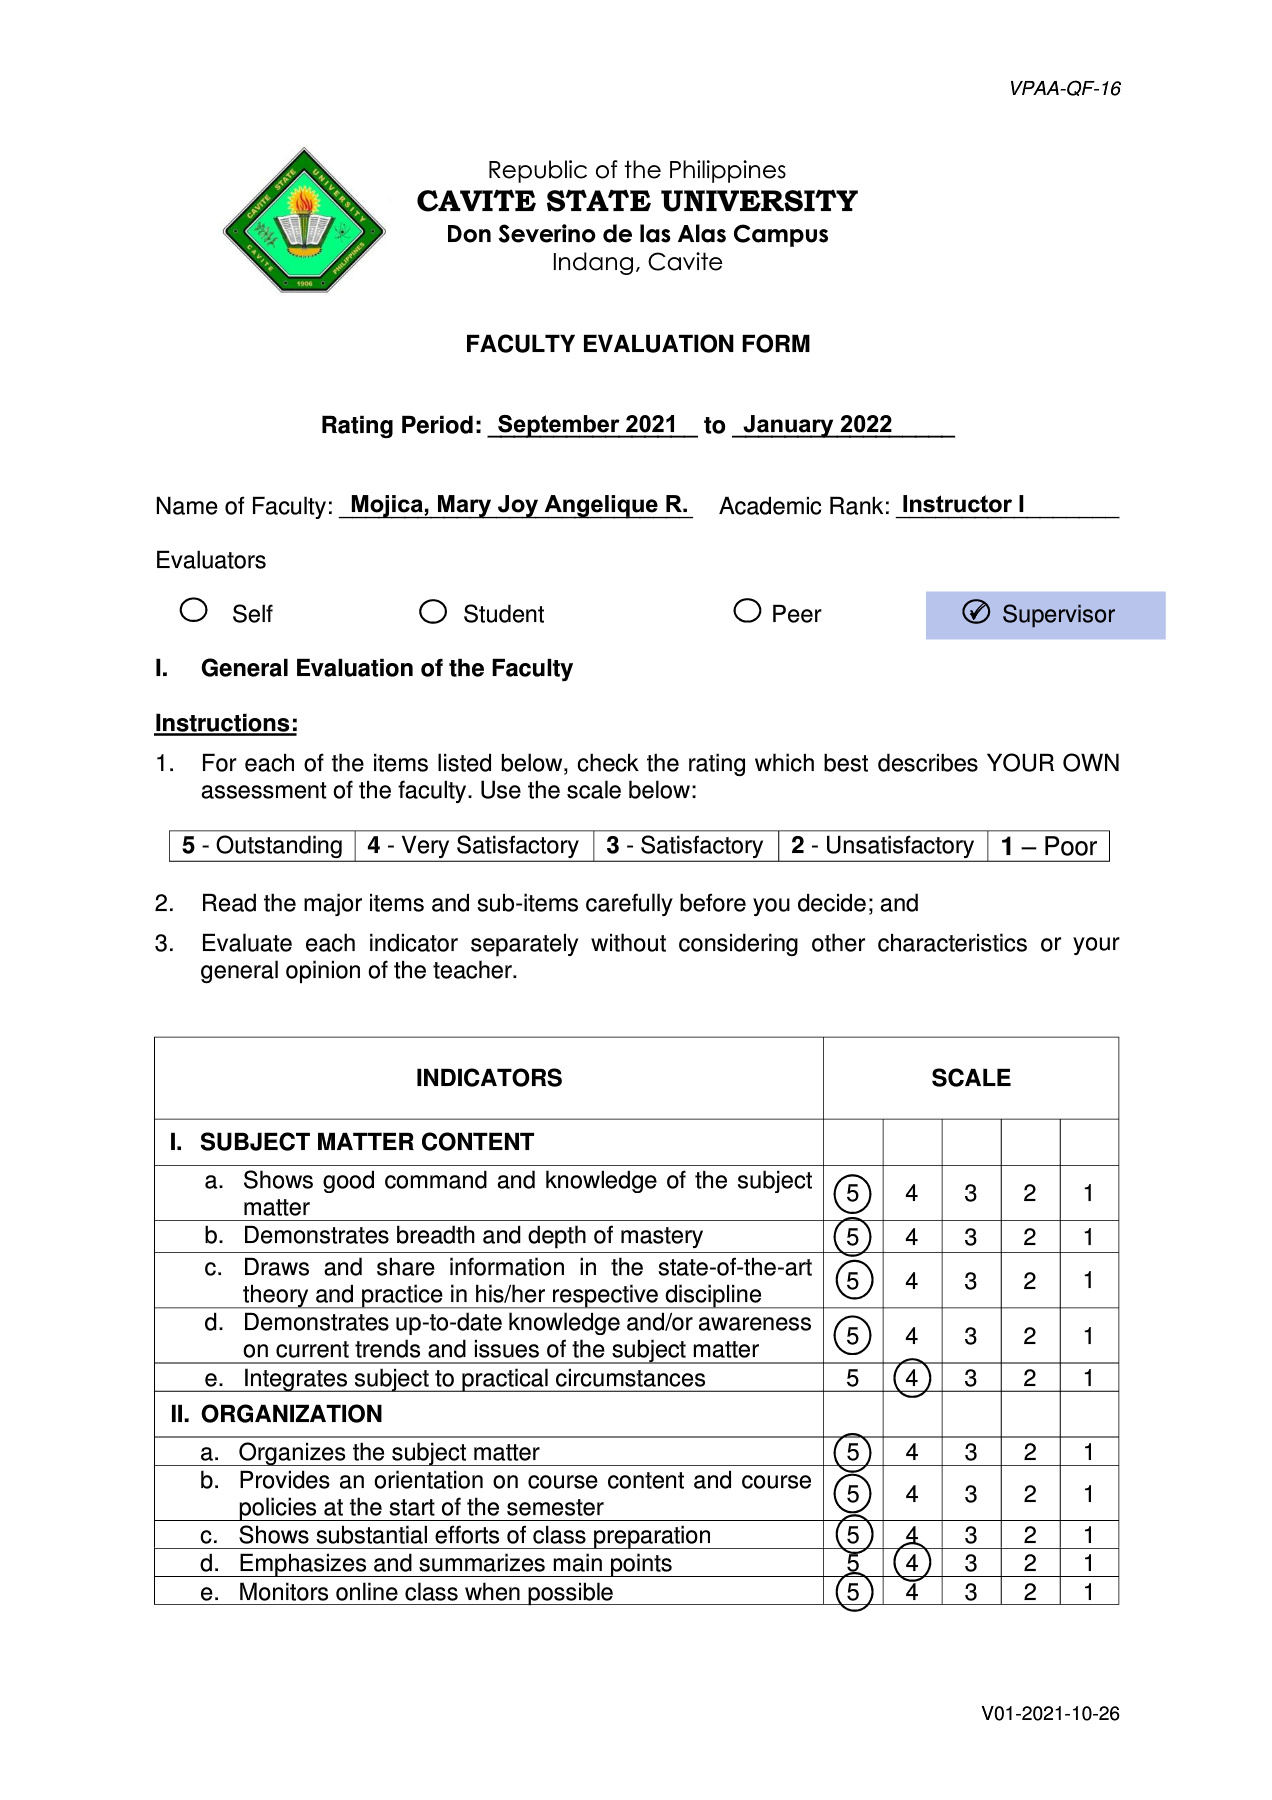 VPAA-QF-16
CAVITE STATE UNIVERSITY
CAVITE PHILIPPINES
1906
Republic of the Philippines
CAVITE STATE UNIVERSITY
Don Severino de las Alas Campus
Indang, Cavite
FACULTY EVALUATION FORM
Rating Period: September 2021 to January 2022
Name of Faculty: Mojica, Mary Joy Angelique R. Academic Rank: Instructor I
Evaluators
Self Student Peer Supervisor
I. General Evaluation of the Faculty
Instructions:
1. For each of the items listed below, check the rating which best describes YOUR OWN
assessment of the faculty. Use the scale below:
5 - Outstanding 4 - Very Satisfactory 3 - Satisfactory 2 - Unsatisfactory 1 – Poor
2. Read the major items and sub-items carefully before you decide; and
3. Evaluate each indicator separately without considering other characteristics or your
general opinion of the teacher.
INDICATORS SCALE
I. SUBJECT MATTER CONTENT
a. Shows good command and knowledge of the subject
matter 5 4 3 2 1
b. Demonstrates breadth and depth of mastery 5 4 3 2 1
c. Draws and share information in the state-of-the-art
theory and practice in his/her respective discipline 5 4 3 2 1
d. Demonstrates up-to-date knowledge and/or awareness
on current trends and issues of the subject matter 5 4 3 2 1
e. Integrates subject to practical circumstances 5 4 3 2 1
II. ORGANIZATION
a. Organizes the subject matter 5 4 3 2 1
b. Provides an orientation on course content and course
policies at the start of the semester 5 4 3 2 1
c. Shows substantial efforts of class preparation 5 4 3 2 1
d. Emphasizes and summarizes main points 5 4 3 2 1
e. Monitors online class when possible 5 4 3 2 1
V01-2021-10-26